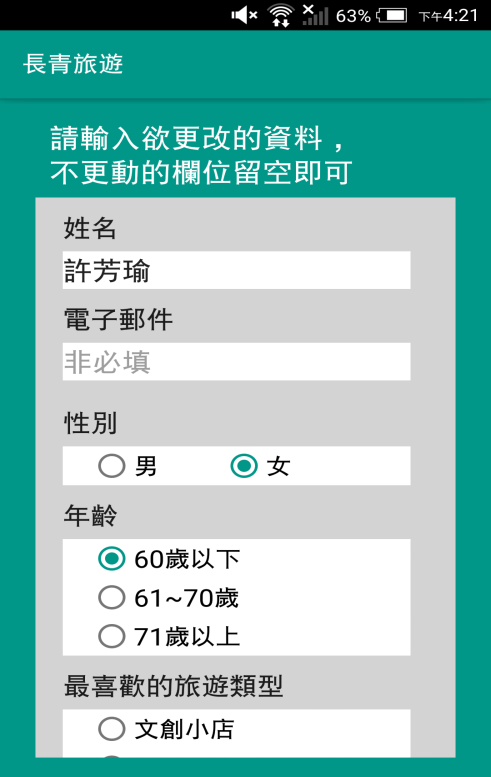 63% 下午4:21
長青旅遊
請輸入欲更改的資料，
不更動的欄位留空即可
姓名
許芳瑜
電子郵件
非必填
性別
男 女
年齡
60歲以下
61~70歲
71歲以上
最喜歡的旅遊類型
文創小店